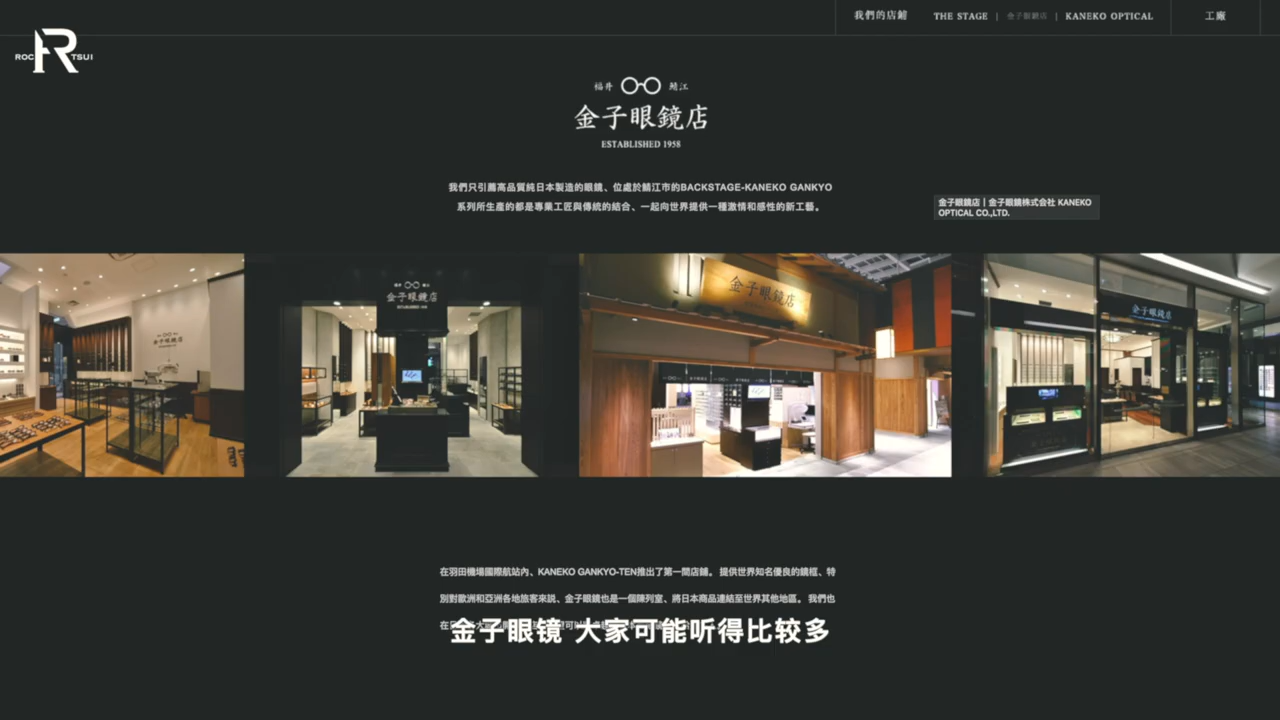 我們的店舖
THE STAGE | 金子眼鏡店 | KANEKO OPTICAL
工廠
ROC R TSUI
福井 鯖江
金子眼鏡店
ESTABLISHED 1958
我們只引薦高品質純日本製造的眼鏡、位處於鯖江市的BACKSTAGE-KANEKO GANKYO
系列所生產的都是專業工匠與傳統的結合、一起向世界提供一種激情和感性的新工藝。
金子眼鏡店 | 金子眼鏡株式会社 KANEKO
OPTICAL CO.,LTD.
金子眼鏡店
金子眼鏡店
金子眼鏡店
金子眼鏡店
在羽田機場國際航站內、KANEKO GANKYO-TEN推出了第一間店鋪。 提供世界知名優良的鏡框、特
別對歐洲和亞洲各地旅客來説、金子眼鏡也是一個陳列室、將日本商品連結至世界其他地區。 我們也
金子眼镜 大家可能听得比较多